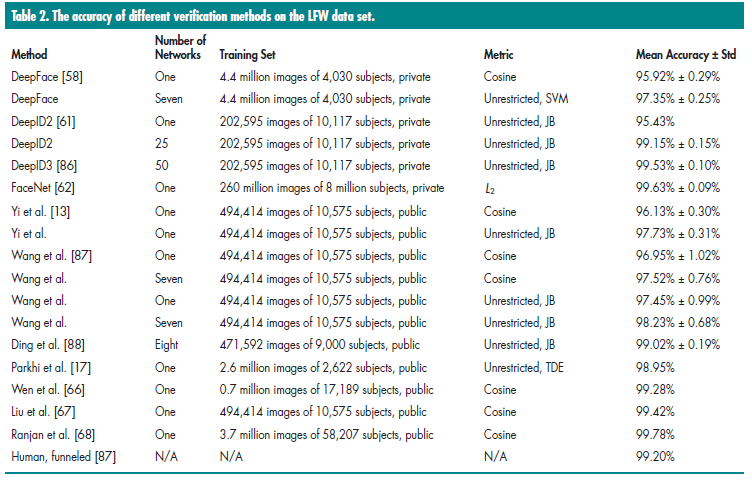 Table 2. The accuracy of different verification methods on the LFW data set.
Method Number of Networks Training Set Metric Mean Accuracy ± Std
DeepFace [58] One 4.4 million images of 4,030 subjects, private Cosine 95.92% ± 0.29%
DeepFace Seven 4.4 million images of 4,030 subjects, private Unrestricted, SVM 97.35% ± 0.25%
DeepID2 [61] One 202,595 images of 10,117 subjects, private Unrestricted, JB 95.43%
DeepID2 25 202,595 images of 10,117 subjects, private Unrestricted, JB 99.15% ± 0.15%
DeepID3 [86] 50 202,595 images of 10,117 subjects, private Unrestricted, JB 99.53% ± 0.10%
FaceNet [62] One 260 million images of 8 million subjects, private L2 99.63% ± 0.09%
Yi et al. [13] One 494,414 images of 10,575 subjects, public Cosine 96.13% ± 0.30%
Yi et al. One 494,414 images of 10,575 subjects, public Unrestricted, JB 97.73% ± 0.31%
Wang et al. [87] One 494,414 images of 10,575 subjects, public Cosine 96.95% ± 1.02%
Wang et al. Seven 494,414 images of 10,575 subjects, public Cosine 97.52% ± 0.76%
Wang et al. One 494,414 images of 10,575 subjects, public Unrestricted, JB 97.45% ± 0.99%
Wang et al. Seven 494,414 images of 10,575 subjects, public Unrestricted, JB 98.23% ± 0.68%
Ding et al. [88] Eight 471,592 images of 9,000 subjects, public Unrestricted, JB 99.02% ± 0.19%
Parkhi et al. [17] One 2.6 million images of 2,622 subjects, public Unrestricted, TDE 98.95%
Wen et al. [66] One 0.7 million images of 17,189 subjects, public Cosine 99.28%
Liu et al. [67] One 494,414 images of 10,575 subjects, public Cosine 99.42%
Ranjan et al. [68] One 3.7 million images of 58,207 subjects, public Cosine 99.78%
Human, funneled [87] N/A N/A N/A 99.20%